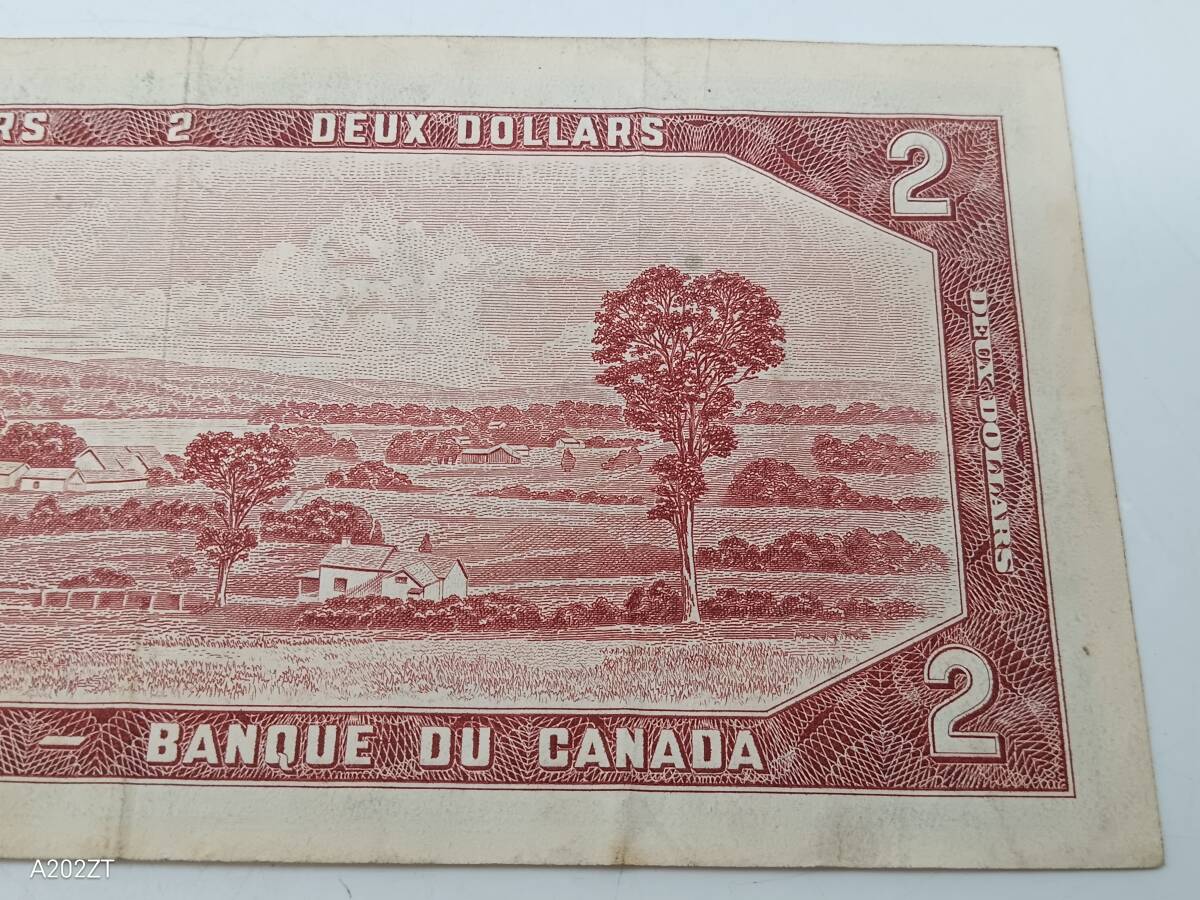 RS 2 DEUX DOLLARS 2
DEUX DOLLARS
2
— BANQUE DU CANADA
A202ZT